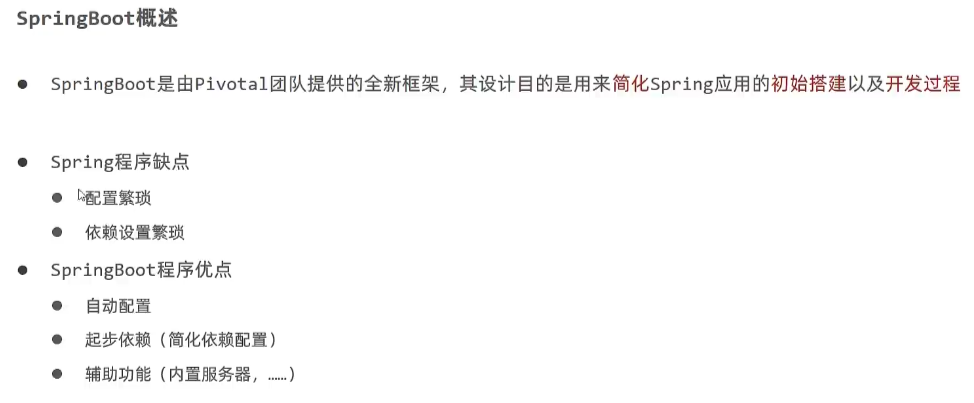 SpringBoot概述
SpringBoot是由Pivotal团队提供的全新框架，其设计目的是用来简化Spring应用的初始搭建以及开发过程
Spring程序缺点
配置繁琐
依赖设置繁琐
SpringBoot程序优点
自动配置
起步依赖（简化依赖配置）
辅助功能（内置服务器，……）